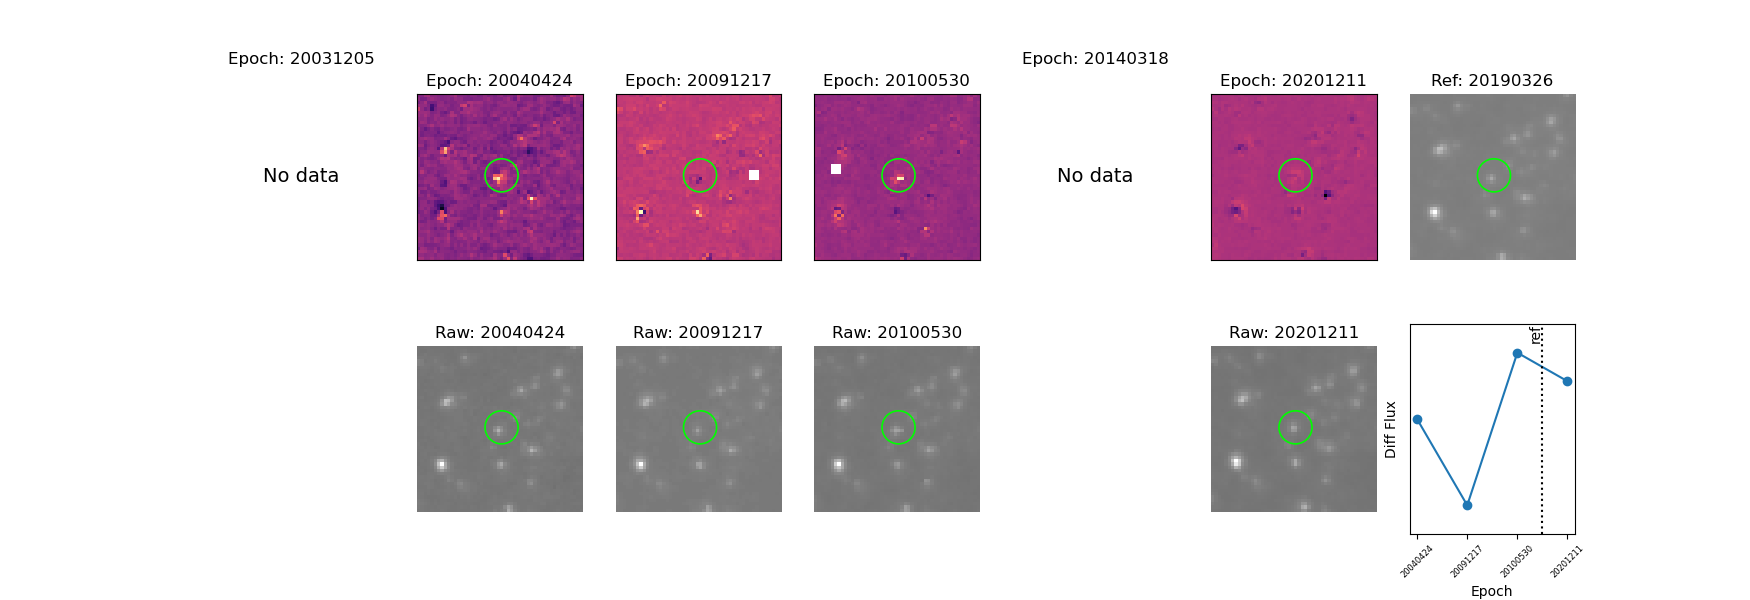 Epoch: 20031205
No data
Epoch: 20040424
Epoch: 20091217
Epoch: 20100530
Epoch: 20140318
No data
Epoch: 20201211
Ref: 20190326
Raw: 20040424
Raw: 20091217
Raw: 20100530
Raw: 20201211
ref
Diff Flux
20040424
20091217
20100530
20201211
Epoch